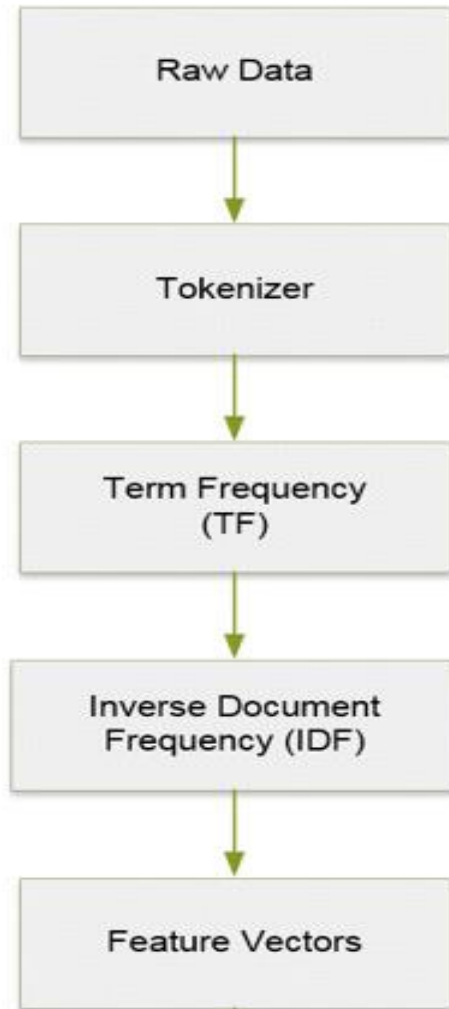 Raw Data
Tokenizer
Term Frequency
(TF)
Inverse Document
Frequency (IDF)
Feature Vectors